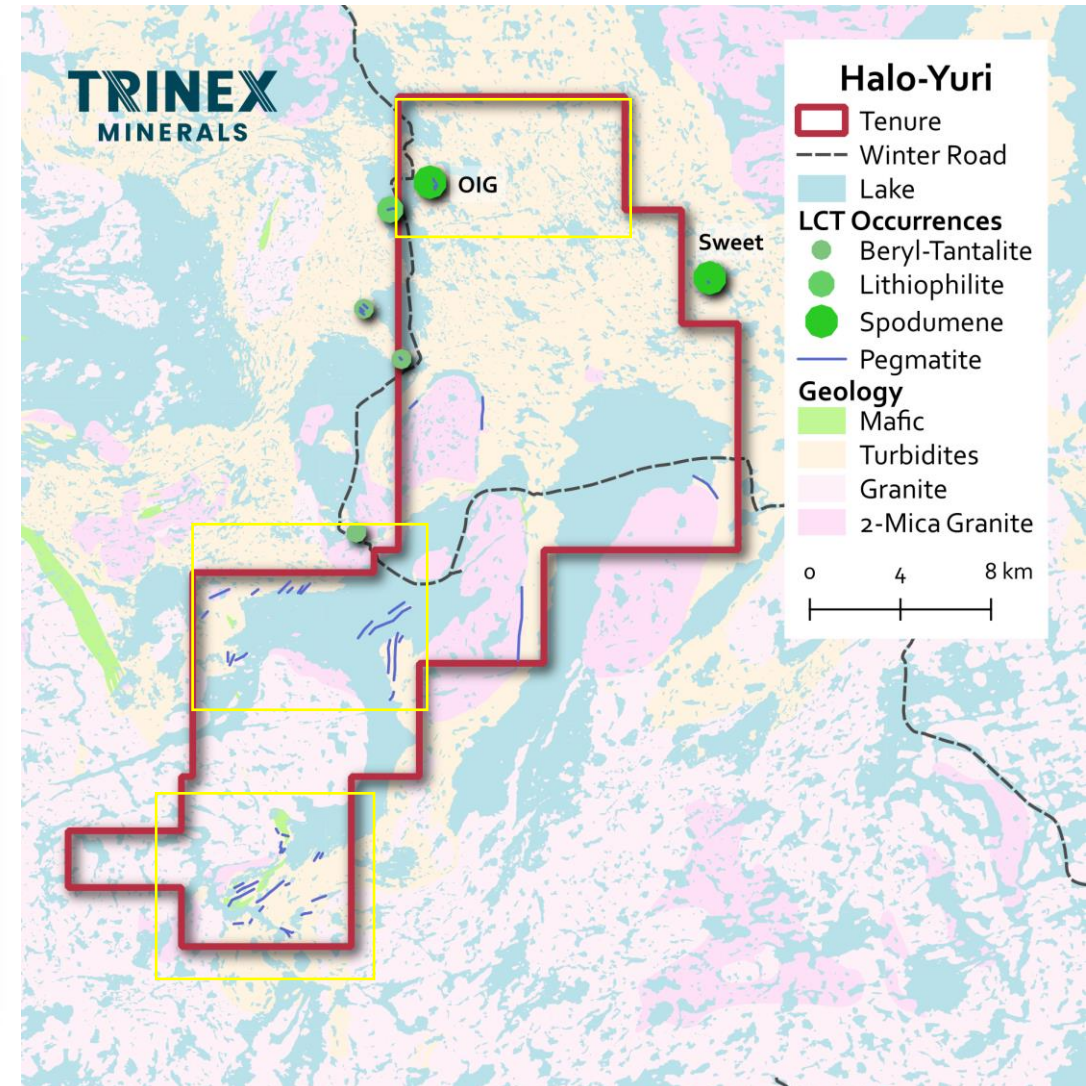 TRINEX
MINERALS
OIG
Sweet
Halo-Yuri
Tenure
Winter Road
Lake
LCT Occurrences
Beryl-Tantalite
Lithiophilite
Spodumene
Pegmatite
Geology
Mafic
Turbidites
Granite
2-Mica Granite
0 4 8 km